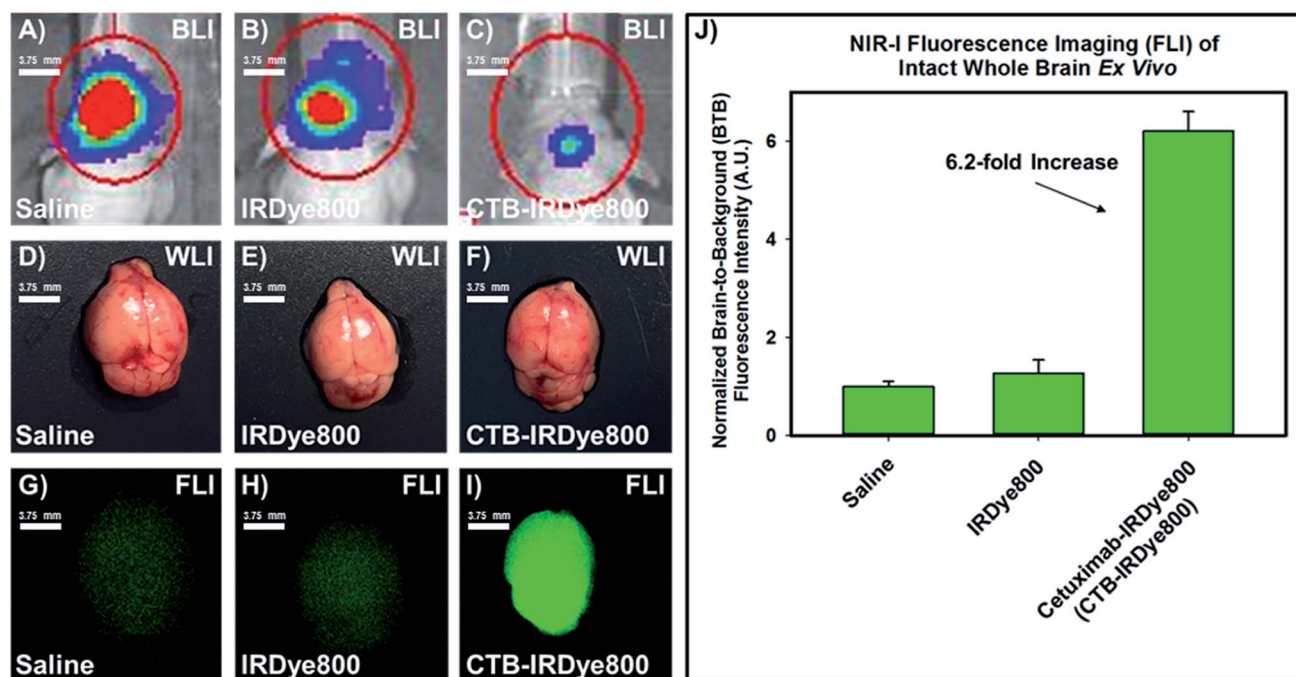 A) BLI
3.75 mm
Saline
B) BLI
3.75 mm
IRDye800
C) BLI
3.75 mm
CTB-IRDye800
D) WLI
3.75 mm
Saline
E) WLI
3.75 mm
IRDye800
F) WLI
3.75 mm
CTB-IRDye800
G) FLI
3.75 mm
Saline
H) FLI
3.75 mm
IRDye800
I) FLI
3.75 mm
CTB-IRDye800
J)
NIR-I Fluorescence Imaging (FLI) of
Intact Whole Brain Ex Vivo
Normalized Brain-to-Background (BTB)
Fluorescence Intensity (A.U.)
6
4
2
0
6.2-fold Increase
Saline
IRDye800
Cetuximab-IRDye800
(CTB-IRDye800)